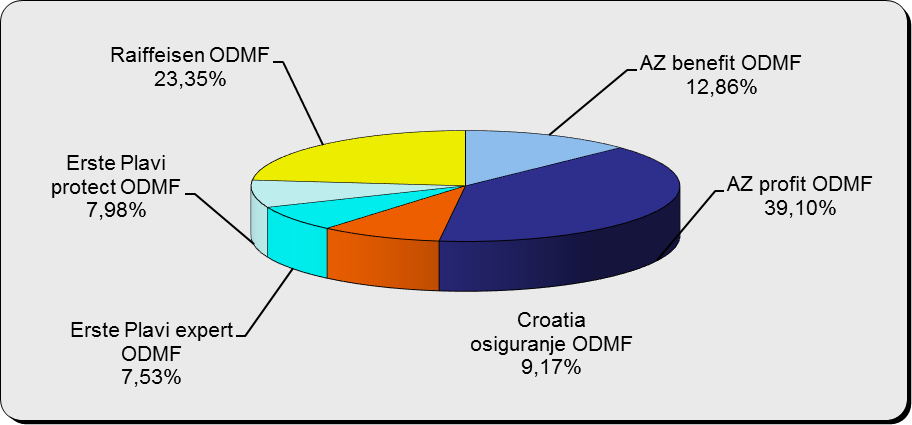 Raiffeisen ODMF
23,35%
AZ benefit ODMF
12,86%
Erste Plavi
protect ODMF
7,98%
AZ profit ODMF
39,10%
Erste Plavi expert
ODMF
7,53%
Croatia
osiguranje ODMF
9,17%